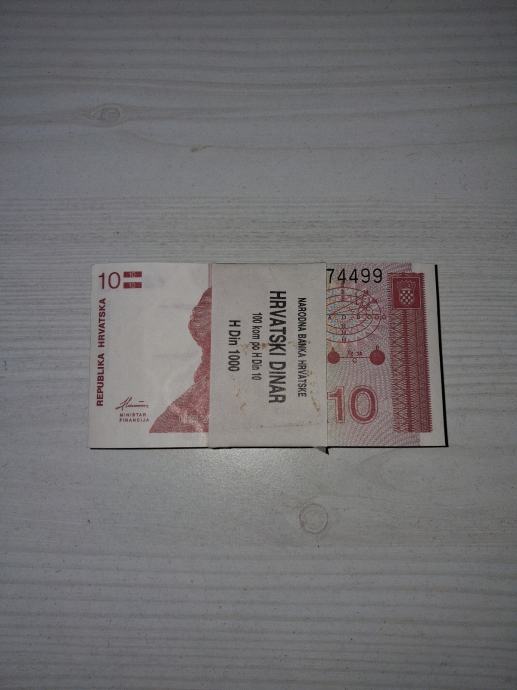 10
REPUBLIKA HRVATSKA
MINISTAR
FINANCIJA
NARODNA BANKA HRVATSKE
HRVATSKI DINAR
100 kom po H Din 10
H Din 1000
74499
10